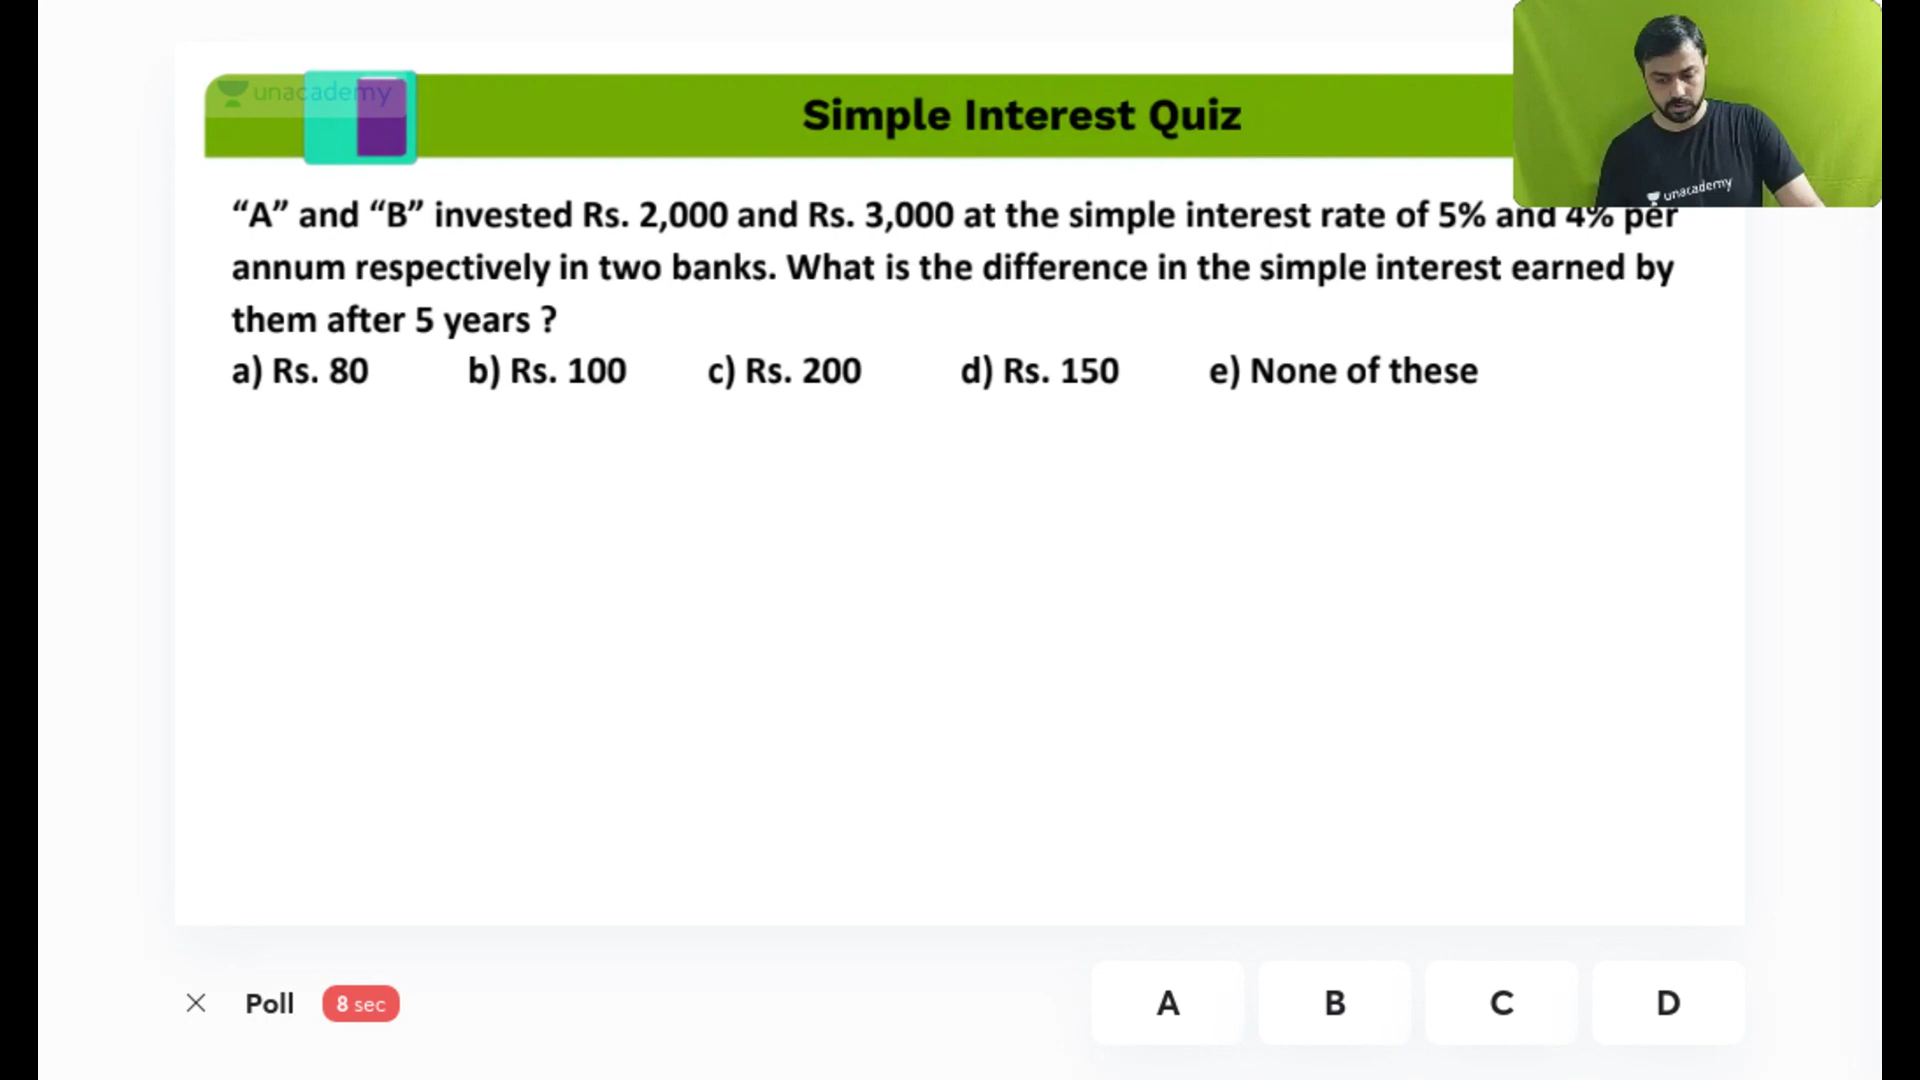 unacademy
Simple Interest Quiz
unacademy
“A” and “B” invested Rs. 2,000 and Rs. 3,000 at the simple interest rate of 5% and 4% per
annum respectively in two banks. What is the difference in the simple interest earned by
them after 5 years ?
a) Rs. 80 b) Rs. 100 c) Rs. 200 d) Rs. 150 e) None of these
Poll 8 sec A B C D